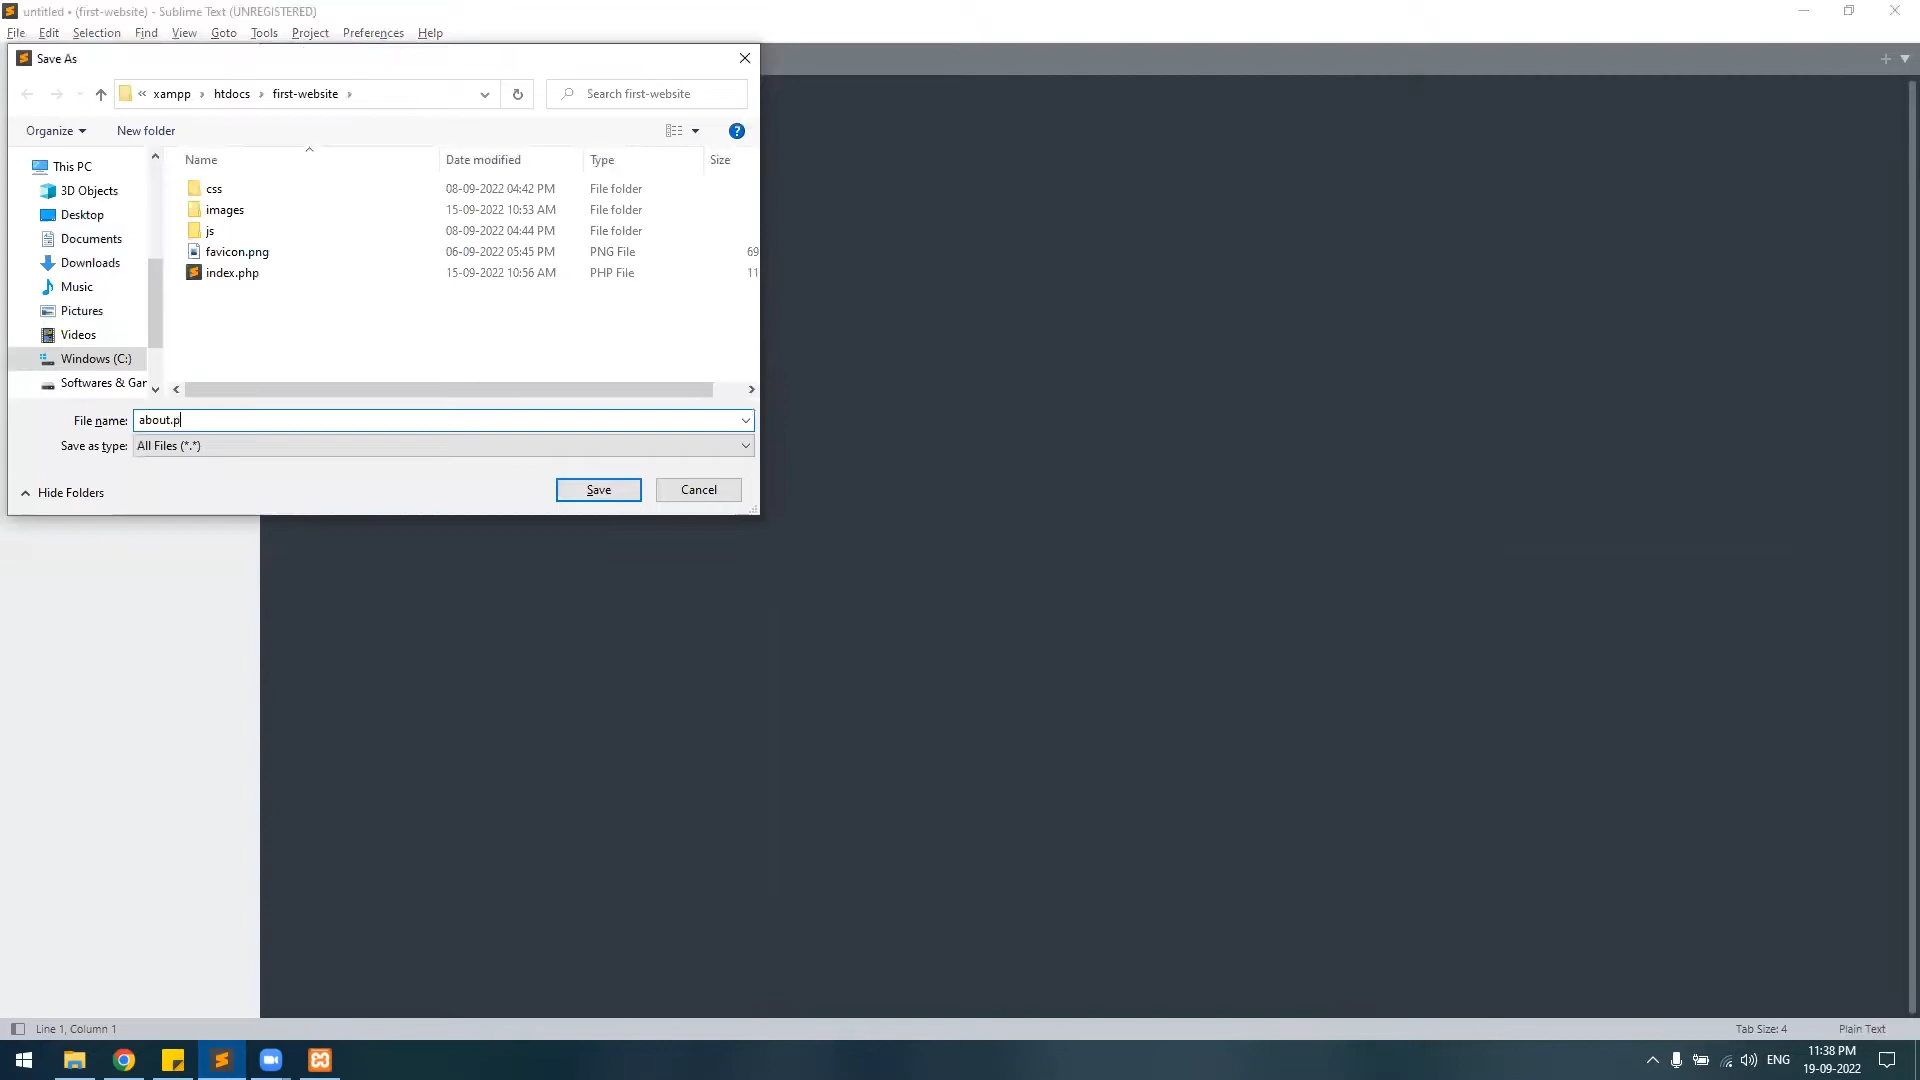 untitled • (first-website) - Sublime Text (UNREGISTERED)
File Edit Selection Find View Goto Tools Project Preferences Help
Save As
« xampp › htdocs › first-website ›
Search first-website
Organize
New folder
This PC
3D Objects
Desktop
Documents
Downloads
Music
Pictures
Videos
Windows (C:)
Softwares & Gar
Name Date modified Type Size
css 08-09-2022 04:42 PM File folder
images 15-09-2022 10:53 AM File folder
js 08-09-2022 04:44 PM File folder
favicon.png 06-09-2022 05:45 PM PNG File 69
index.php 15-09-2022 10:56 AM PHP File 11
File name: about.p
Save as type: All Files (*.*)
Hide Folders
Save
Cancel
Line 1, Column 1
Tab Size: 4
Plain Text
ENG
11:38 PM
19-09-2022